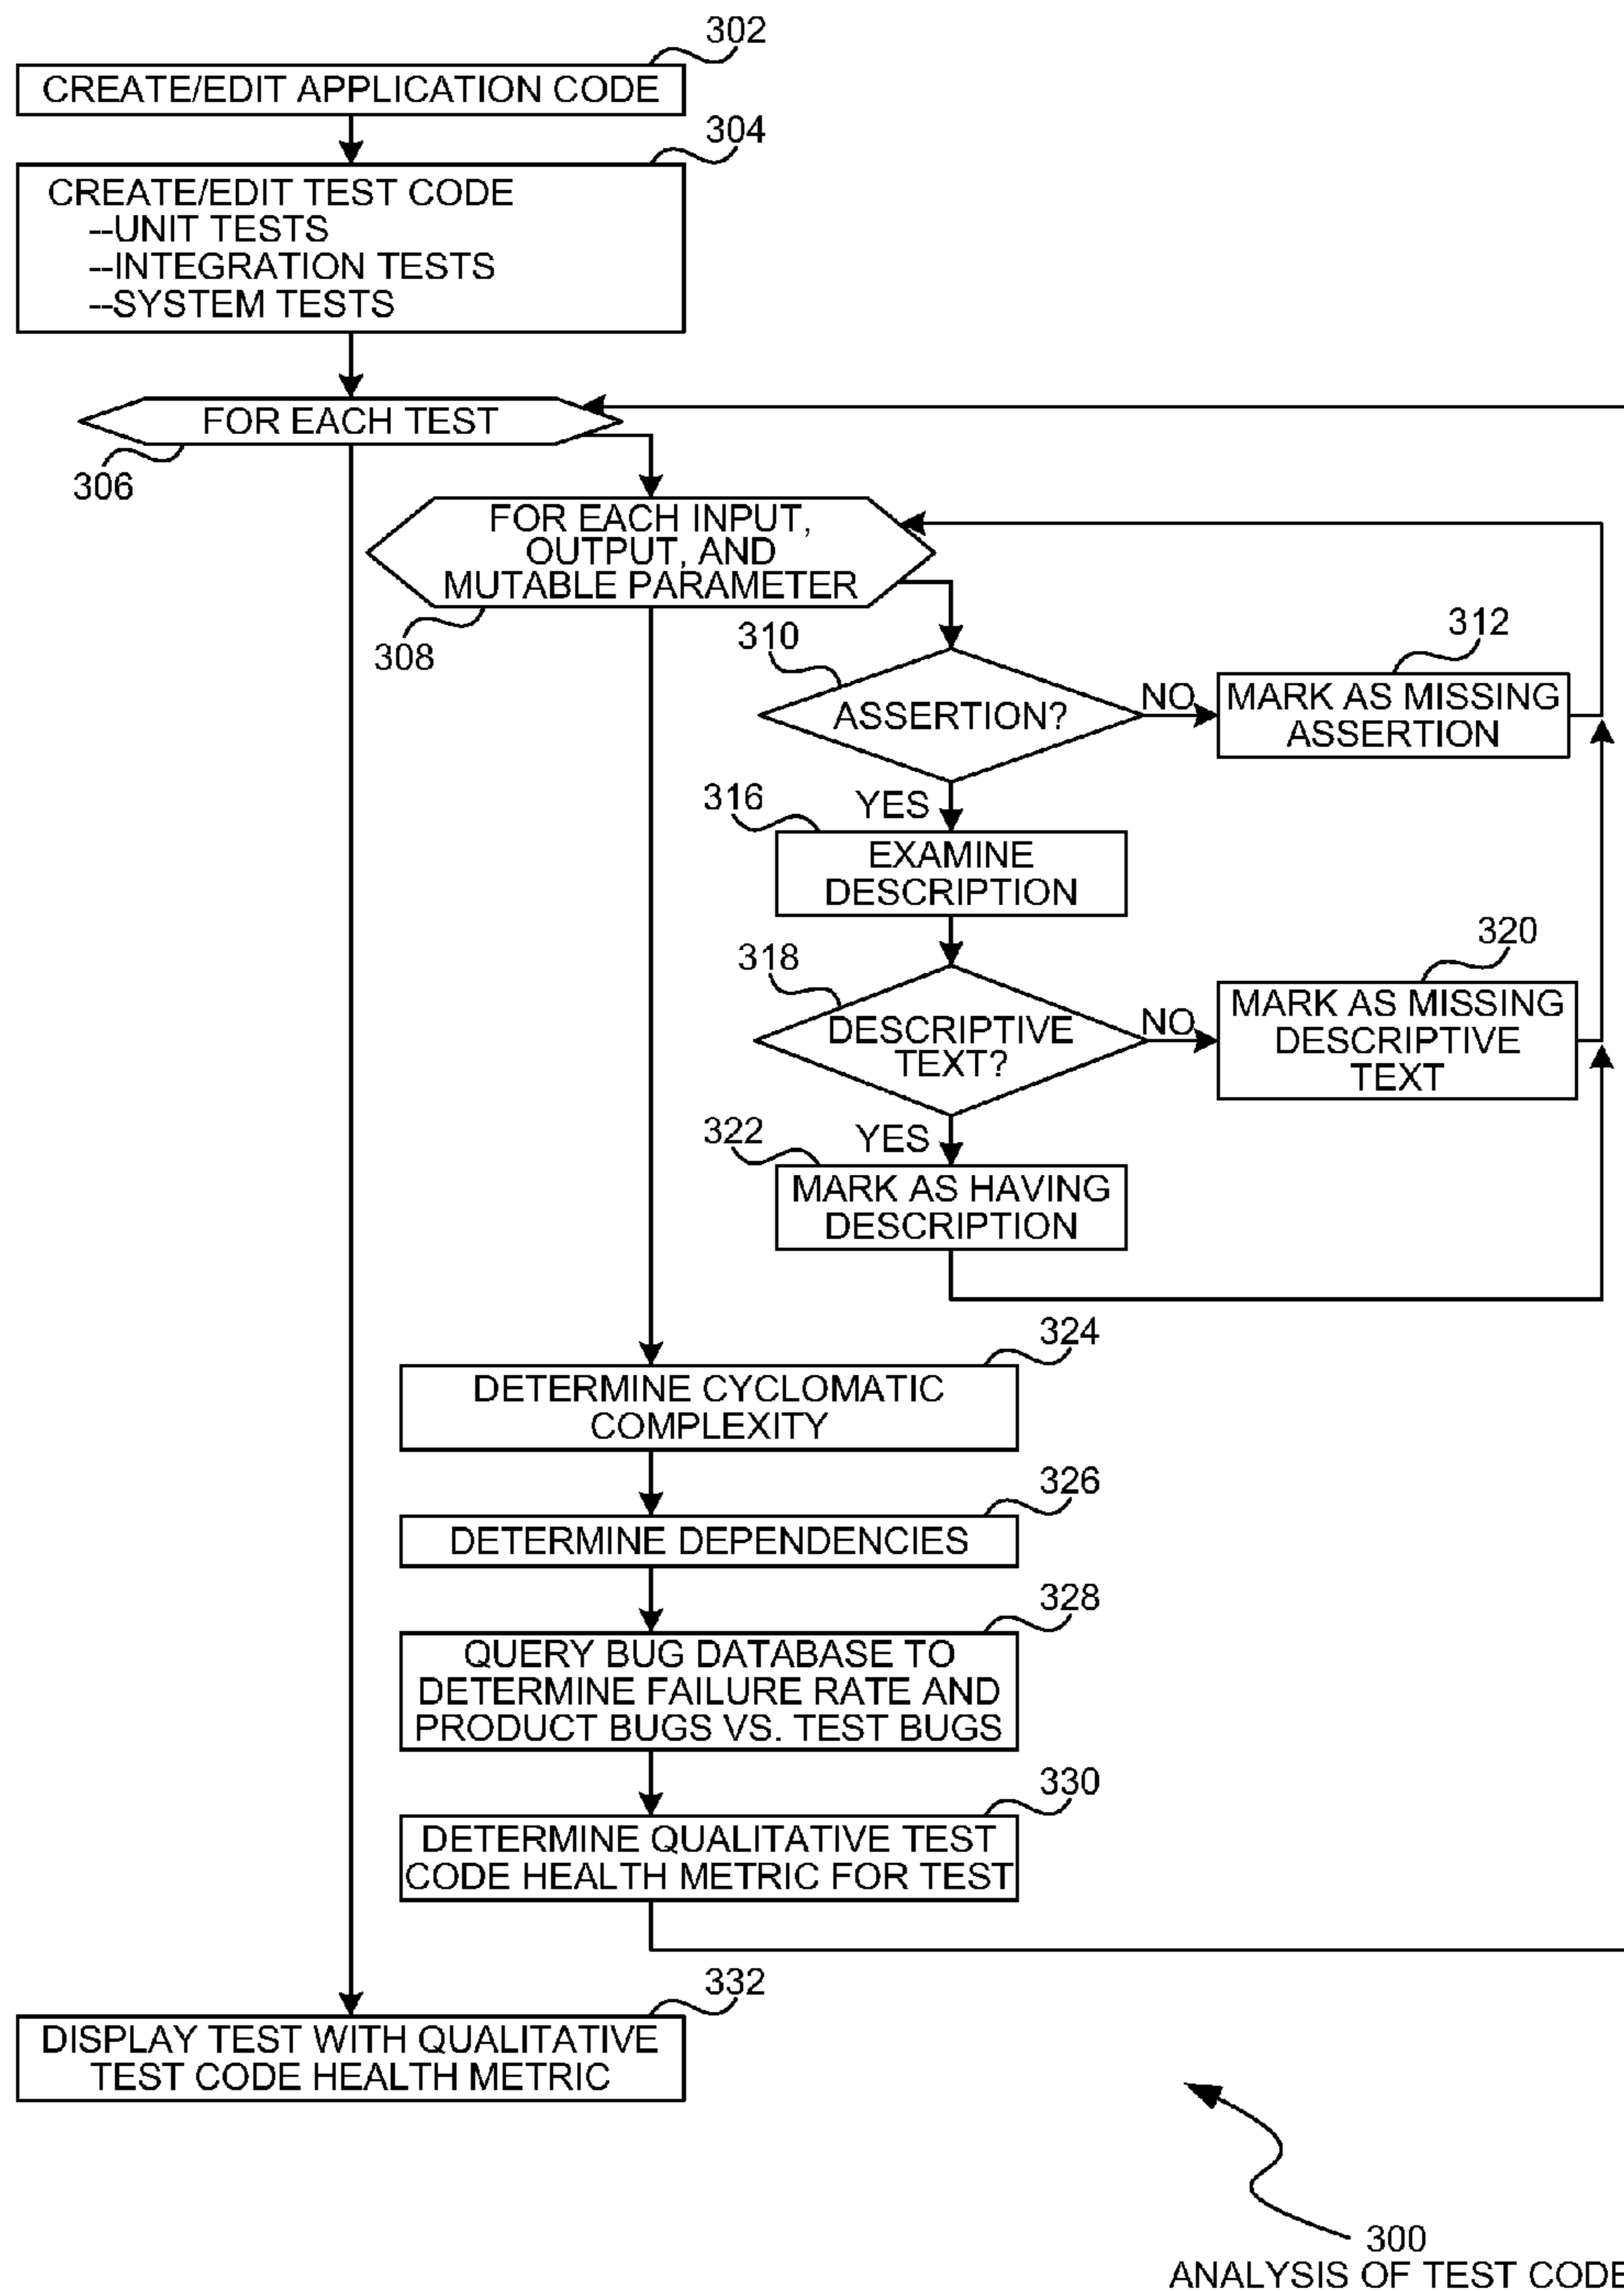 302
CREATE/EDIT APPLICATION CODE
304
CREATE/EDIT TEST CODE
--UNIT TESTS
--INTEGRATION TESTS
--SYSTEM TESTS
FOR EACH TEST
306
FOR EACH INPUT,
OUTPUT, AND
MUTABLE PARAMETER
308
310
ASSERTION?
NO
312
MARK AS MISSING
ASSERTION
YES
316
EXAMINE
DESCRIPTION
318
DESCRIPTIVE
TEXT?
NO
320
MARK AS MISSING
DESCRIPTIVE
TEXT
YES
322
MARK AS HAVING
DESCRIPTION
324
DETERMINE CYCLOMATIC
COMPLEXITY
326
DETERMINE DEPENDENCIES
328
QUERY BUG DATABASE TO
DETERMINE FAILURE RATE AND
PRODUCT BUGS VS. TEST BUGS
330
DETERMINE QUALITATIVE TEST
CODE HEALTH METRIC FOR TEST
332
DISPLAY TEST WITH QUALITATIVE
TEST CODE HEALTH METRIC
300
ANALYSIS OF TEST CODE